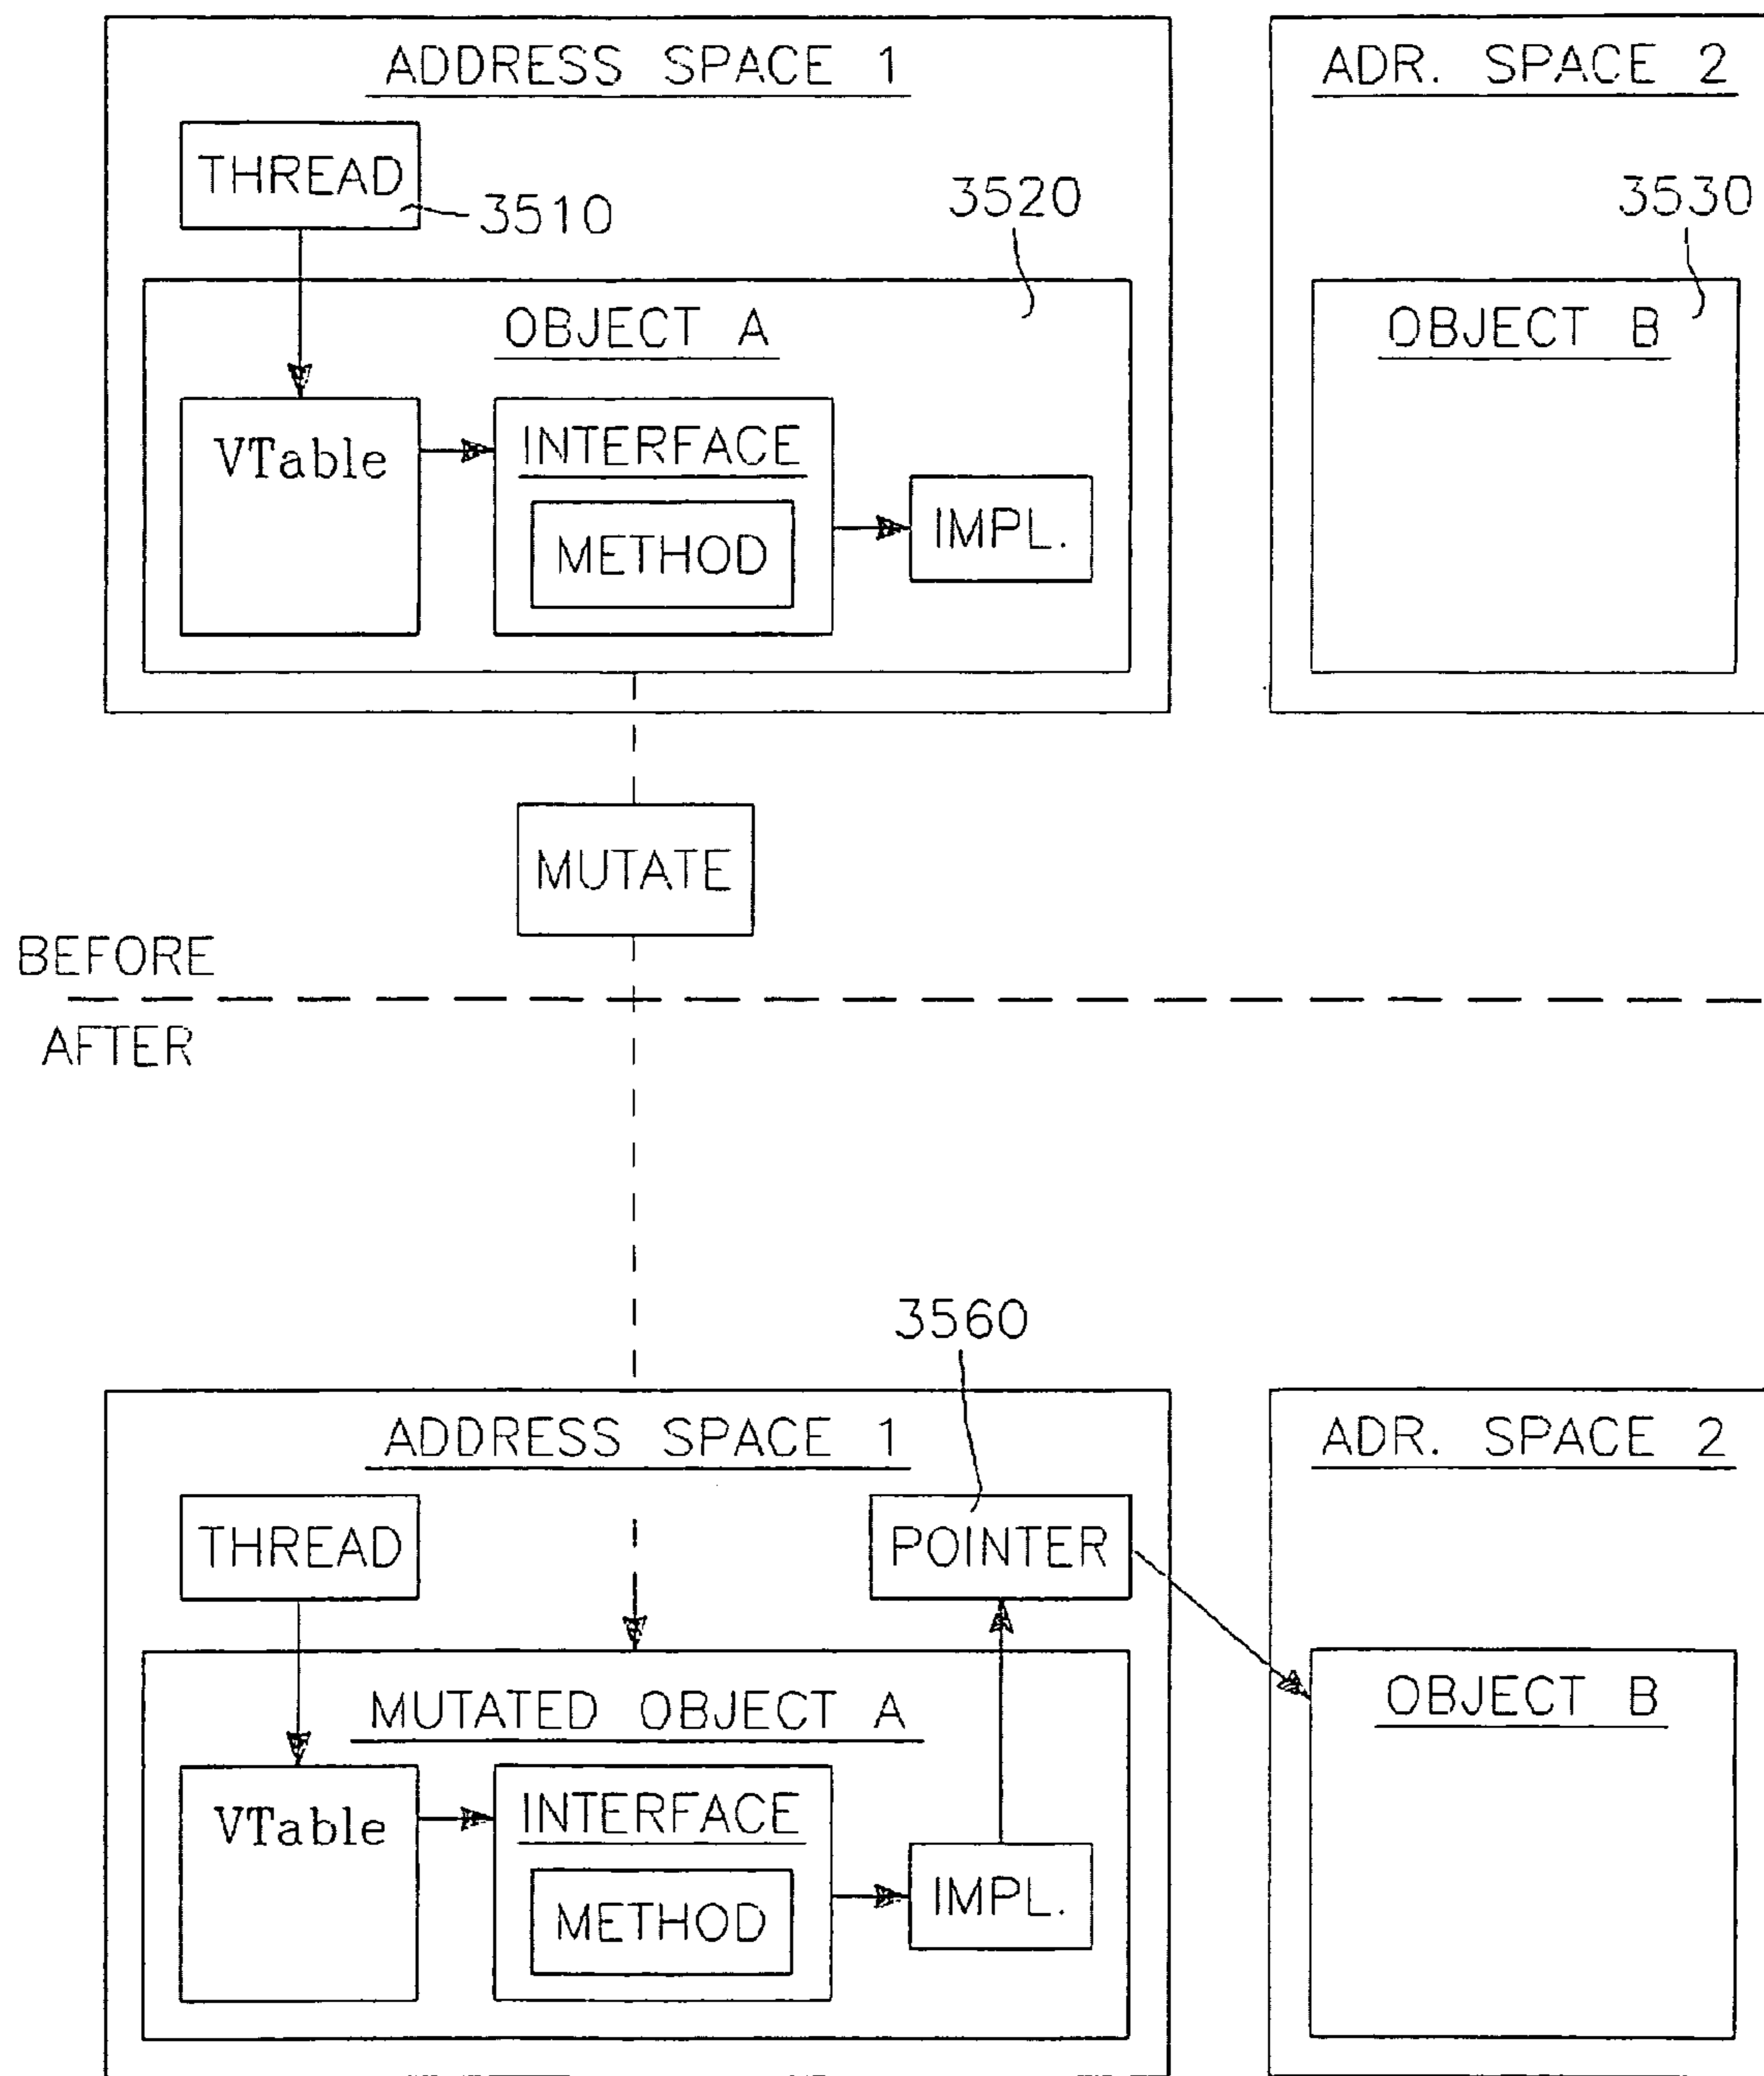 ADDRESS SPACE 1
ADR. SPACE 2
THREAD
3510
3520
3530
OBJECT A
OBJECT B
VTable
INTERFACE
METHOD
IMPL.
MUTATE
BEFORE
AFTER
3560
ADDRESS SPACE 1
ADR. SPACE 2
THREAD
POINTER
MUTATED OBJECT A
OBJECT B
VTable
INTERFACE
METHOD
IMPL.